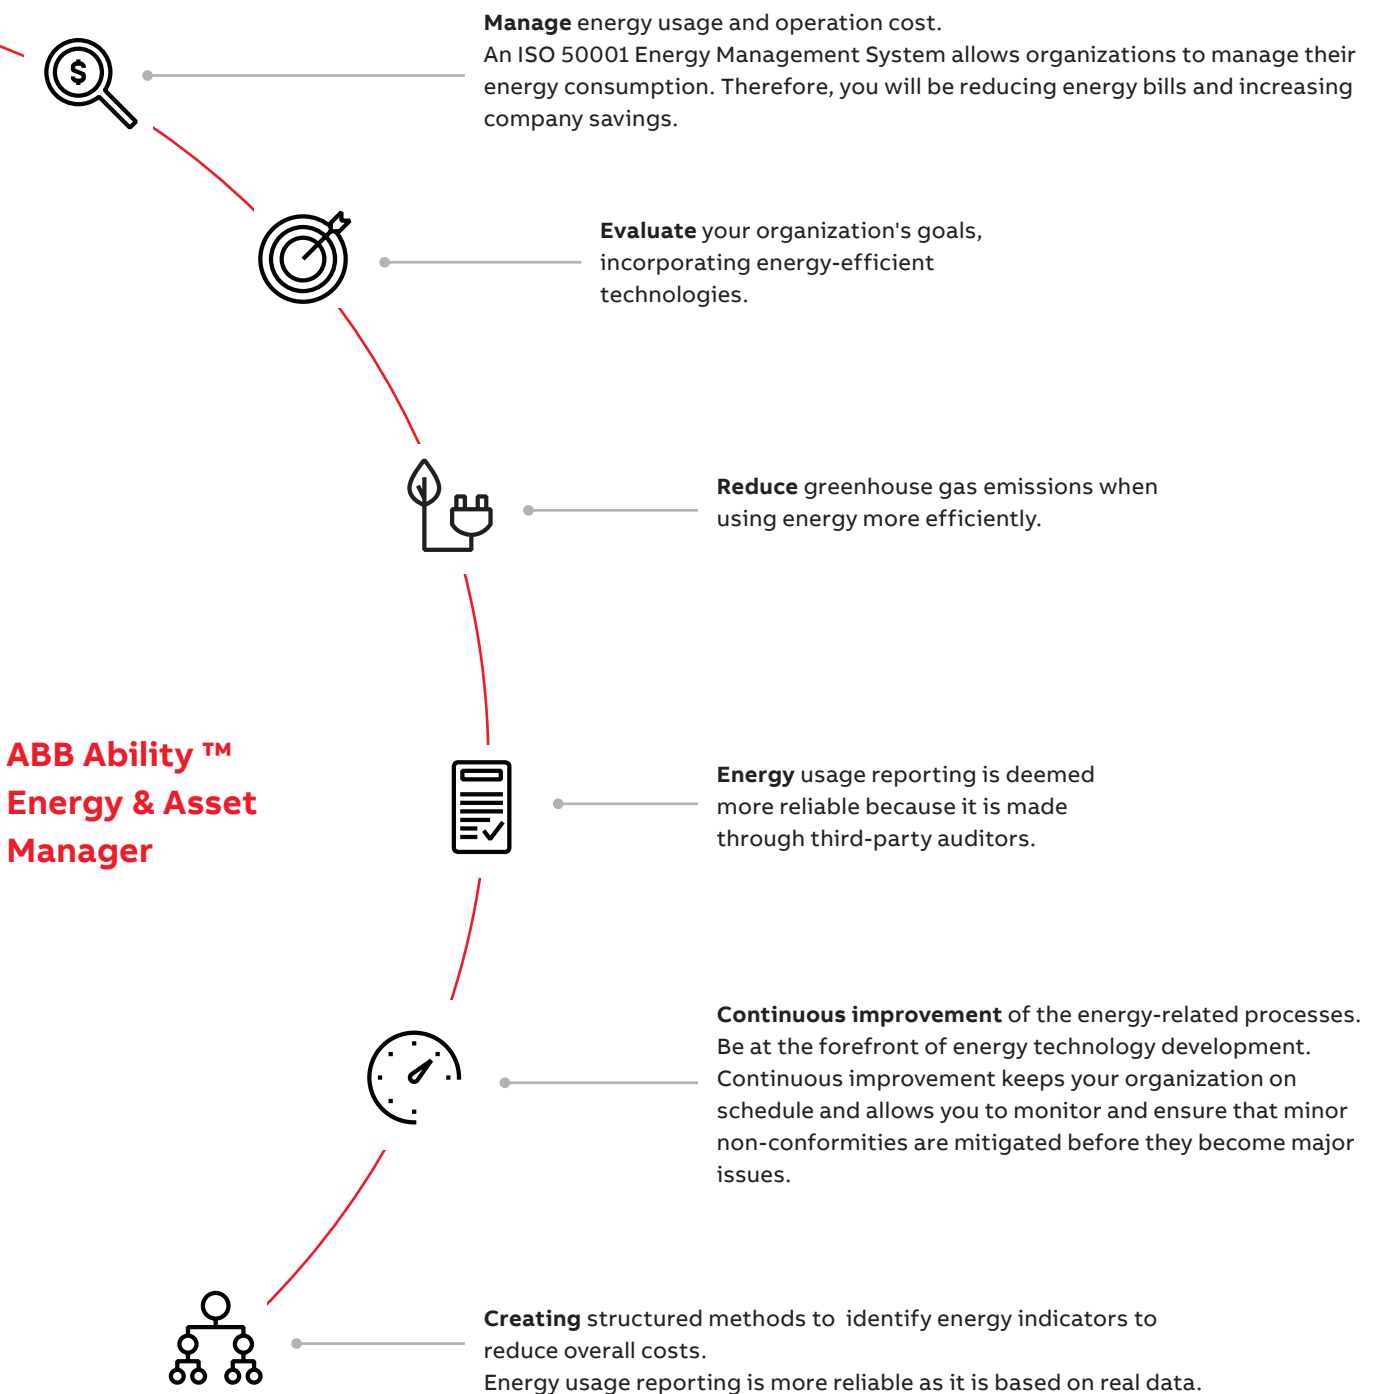 Manage energy usage and operation cost.
An ISO 50001 Energy Management System allows organizations to manage their
energy consumption. Therefore, you will be reducing energy bills and increasing
company savings.
$
Evaluate your organization's goals,
incorporating energy-efficient
technologies.
Reduce greenhouse gas emissions when
using energy more efficiently.
ABB Ability ™
Energy & Asset
Manager
Energy usage reporting is deemed
more reliable because it is made
through third-party auditors.
Continuous improvement of the energy-related processes.
Be at the forefront of energy technology development.
Continuous improvement keeps your organization on
schedule and allows you to monitor and ensure that minor
non-conformities are mitigated before they become major
issues.
Creating structured methods to  identify energy indicators to
reduce overall costs.
Energy usage reporting is more reliable as it is based on real data.